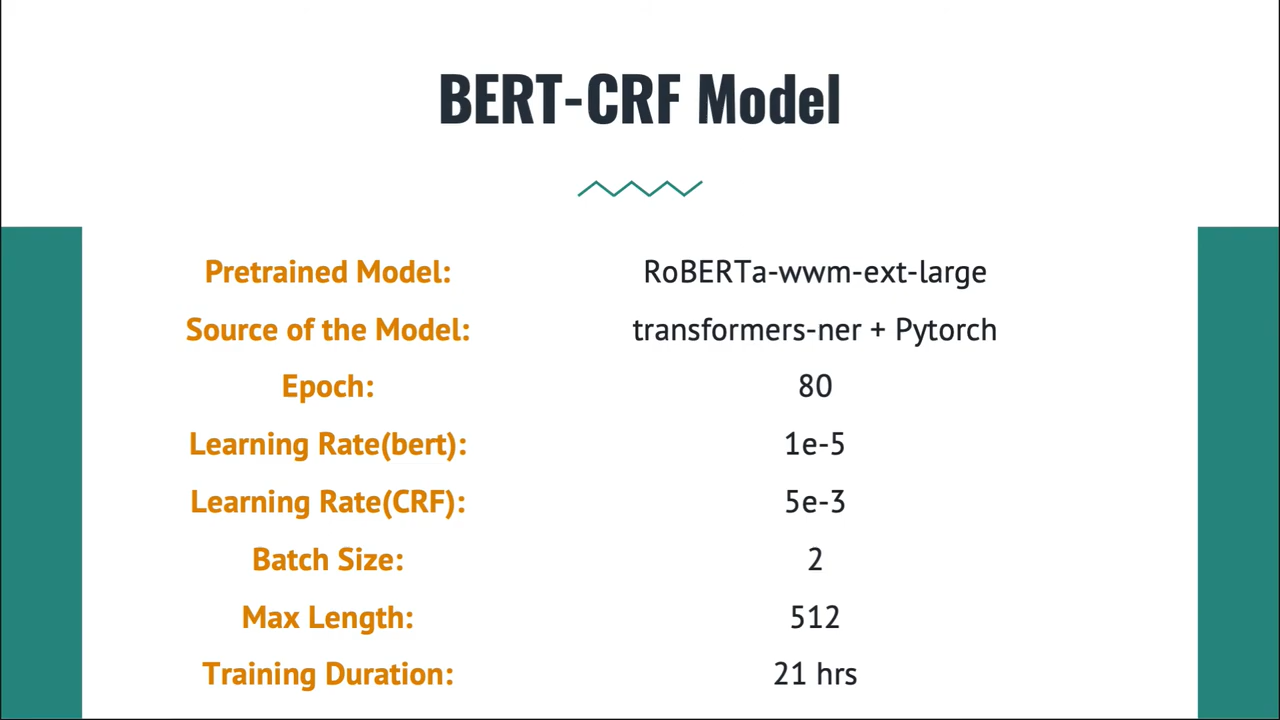 BERT-CRF Model
Pretrained Model: RoBERTa-wwm-ext-large
Source of the Model: transformers-ner + Pytorch
Epoch: 80
Learning Rate(bert): 1e-5
Learning Rate(CRF): 5e-3
Batch Size: 2
Max Length: 512
Training Duration: 21 hrs